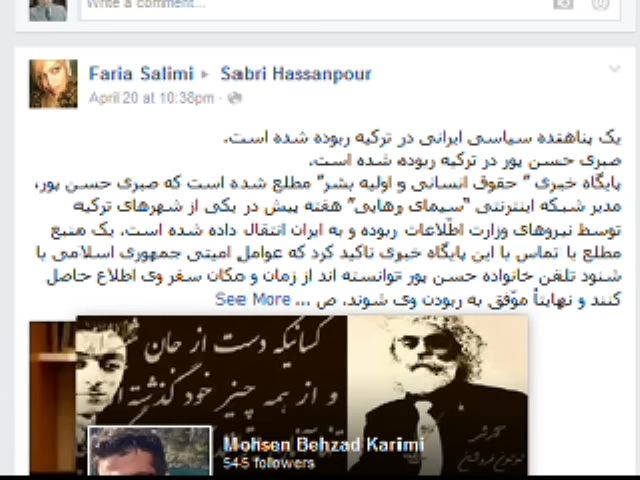 Write a comment...
Faria Salimi ▸ Sabri Hassanpour
April 20 at 10:38pm ·
یک پناهنده سیاسی ایرانی در ترکیه ربوده شده است.
صبری حسن پور در ترکیه ربوده شده است.
پایگاه خبری " حقوق انسانی و اولیه بشر" مطلع شده است که صبری حسن پور،
مدیر شبکه اینترنتی "سیمای رهایی" هفته پیش در یکی از شهرهای ترکیه
توسط نیروهای وزارت اطلاعات ربوده و به ایران انتقال داده شده است. یک منبع
مطلع با تماس با این پایگاه خبری تاکید کرد که عوامل امنیتی جمهوری اسلامی با
شنود تلفن خانواده حسن پور توانسته اند از زمان و مکان سفر وی اطلاع حاصل
کنند و نهایتاً موّفق به ربودن وی شوند. ص ... See More
کسانیکه دست از جان
و از همه چیز خود گذشته
Mohsen Behzad Karimi
545 followers